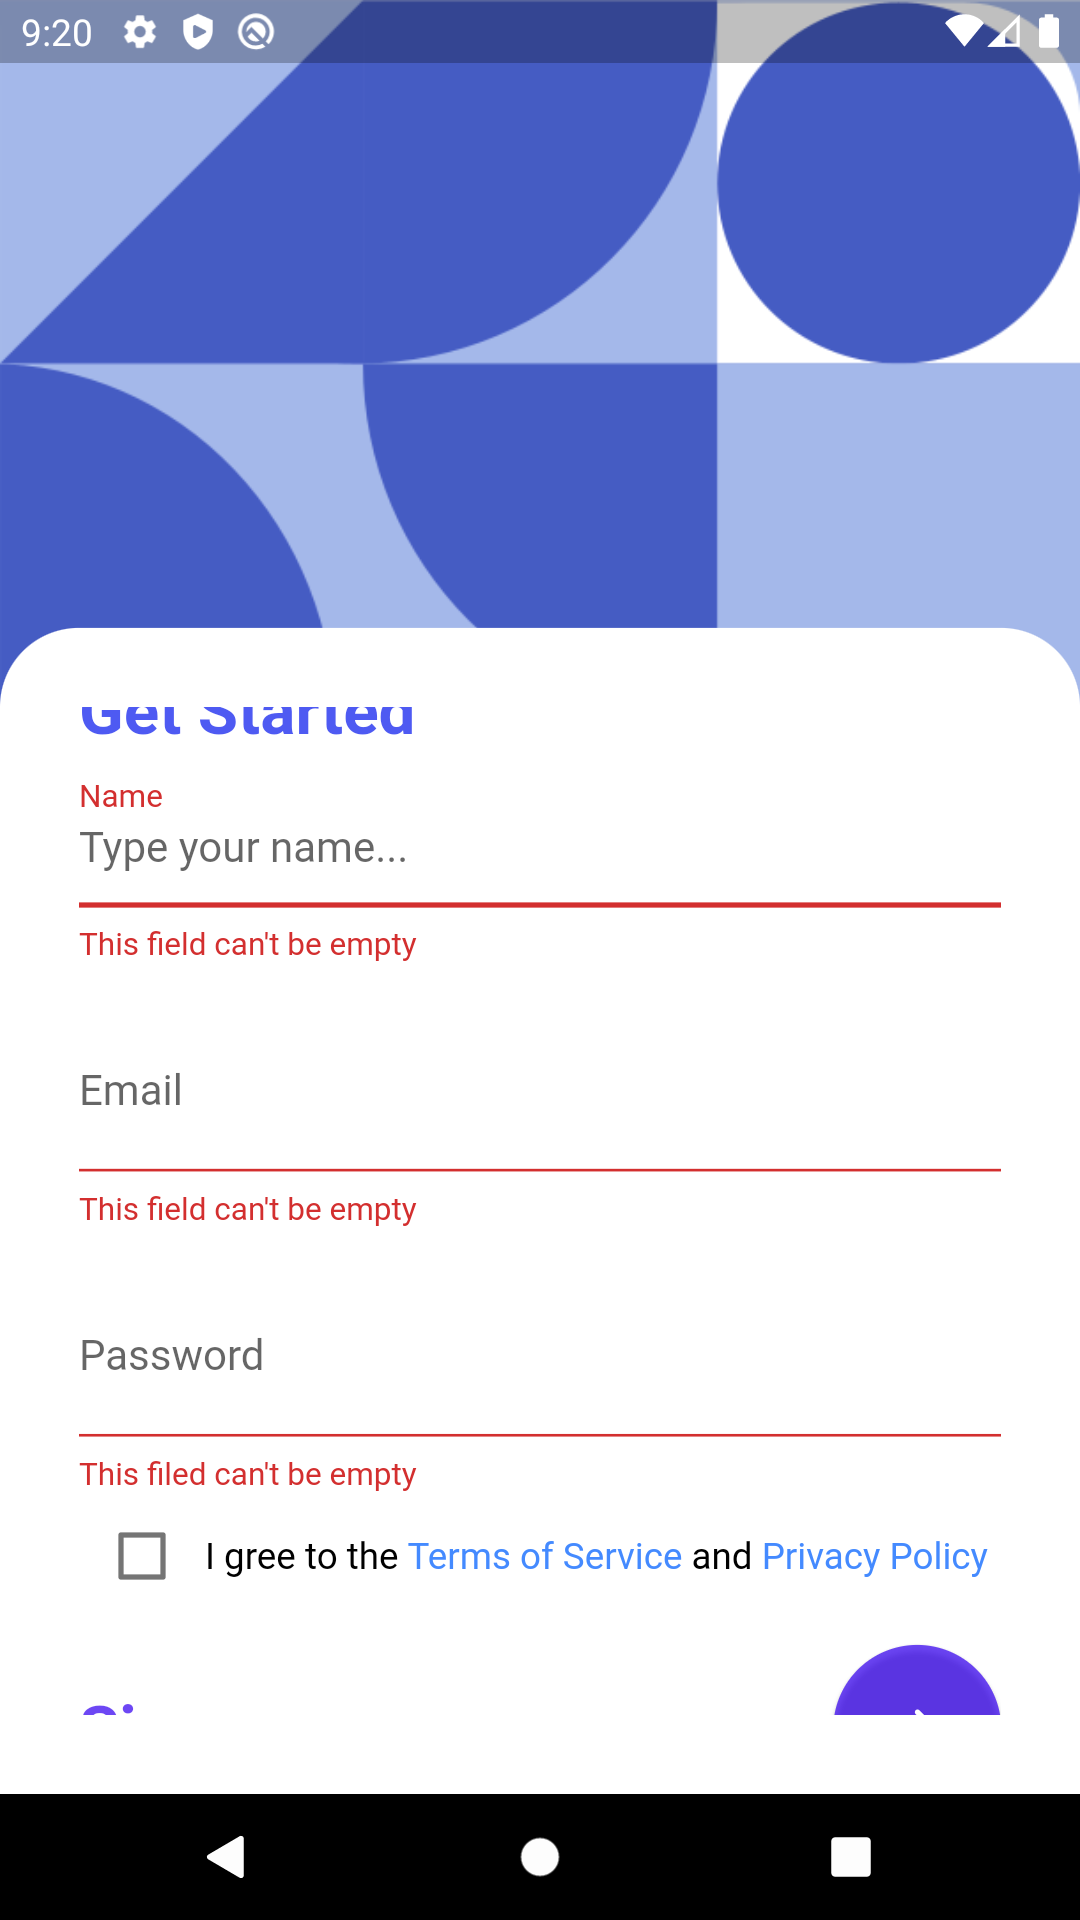 9:20
Get Started
Name
Type your name...
This field can't be empty
Email
This field can't be empty
Password
This filed can't be empty
I gree to the Terms of Service and Privacy Policy